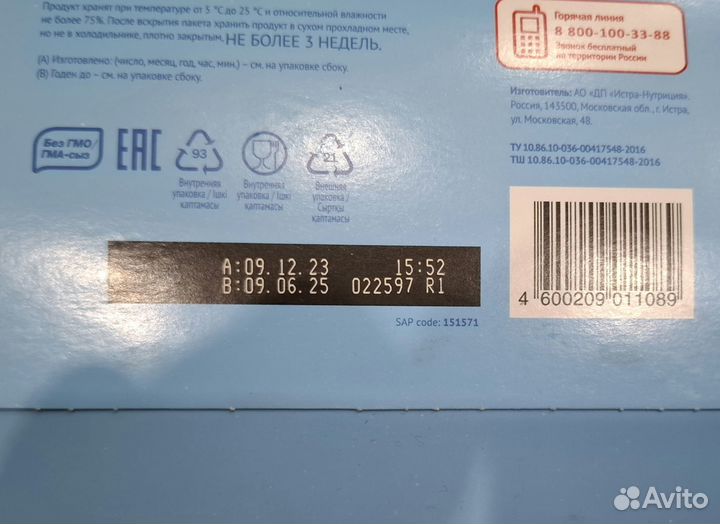 Продукт хранят при температуре от 5 °С до 25 °С и относительной влажности
не более 75%. После вскрытия пакета хранить продукт в сухом прохладном месте,
но не в холодильнике, плотно закрытым. НЕ БОЛЕЕ 3 НЕДЕЛЬ.
(А) Изготовлено: (число, месяц, год, час, мин.) – см. на упаковке сбоку.
(В) Годен до – см. на упаковке сбоку.
Горячая линия
8 800-100-33-88
Звонок бесплатный
на территории России
Изготовитель: АО «ДП «Истра-Нутриция».
Россия, 143500, Московская обл., г. Истра,
ул. Московская, 48.
ТУ 10.86.10-036-00417548-2016
ТШ 10.86.10-036-00417548-2016
Без ГМО/
ГМА-сыз
ЕАС
93
21
Внутренняя
упаковка / Ішкі
қаптамасы
Внутренняя
упаковка / Ішкі
қаптамасы
Внешняя
упаковка /
Сыртқы
қаптамасы
A:09.12.23 15:52
B:09.06.25 022597 R1
SAP code: 151571
4 600209 011089
Avito